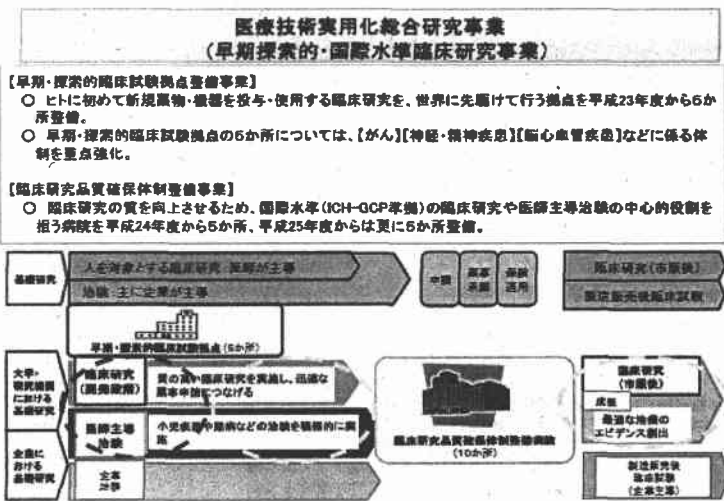 医療技術実用化総合研究事業
(早期探索的・国際水準臨床研究事業)
【早期・探索的臨床試験拠点整備事業】
○ ヒトに初めて新規薬物・機器を投与・使用する臨床研究を、世界に先駆けて行う拠点を平成23年度から5か
所整備。
○ 早期・探索的臨床試験拠点の5か所については、【がん】【神経・精神疾患】【脳心血管疾患】などに係る体
制を重点強化。
【臨床研究品質確保体制整備事業】
○ 臨床研究の質を向上させるため、国際水準(ICH-GCP準拠)の臨床研究や医師主導治験の中心的役割を
担う病院を平成24年度から5か所、平成25年度からは更に5か所整備。
基礎研究
人を対象とする臨床研究 医師が主導
治験 主に企業が主導
申請
薬事
承認
保険
適用
臨床研究(市販後)
製造販売後臨床試験
早期・探索的臨床試験拠点(5か所)
大学・
研究機関
における
基礎研究
臨床研究
(開発段階)
質の高い臨床研究を実施し、迅速な
薬事申請につなげる
医師主導
治験
小児疾患や難病などの治験を積極的に実
施
企業に
おける
基礎研究
企業
治験
臨床研究品質確保体制整備病院
(10か所)
臨床研究
(市販後)
成果
最適な治療の
エビデンス創出
製造販売後
臨床試験
(企業主導)